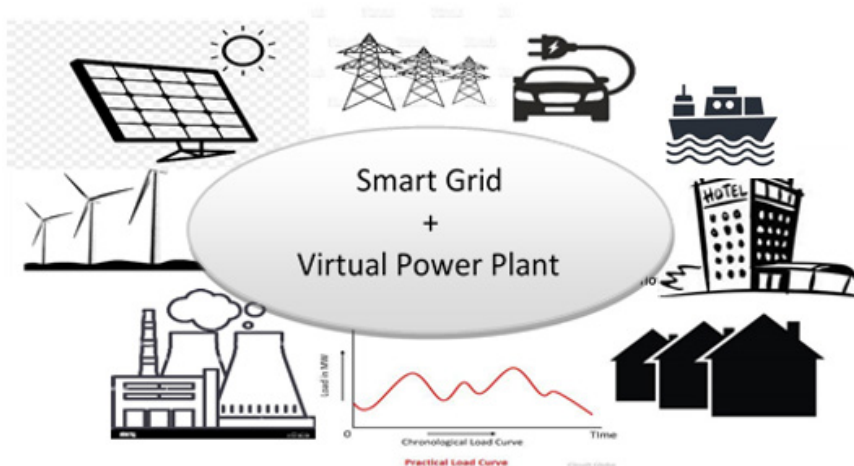 Smart Grid
+
Virtual Power Plant
HOTEL
Load in MW
0
Time
Chronological Load Curve
Practical Load Curve